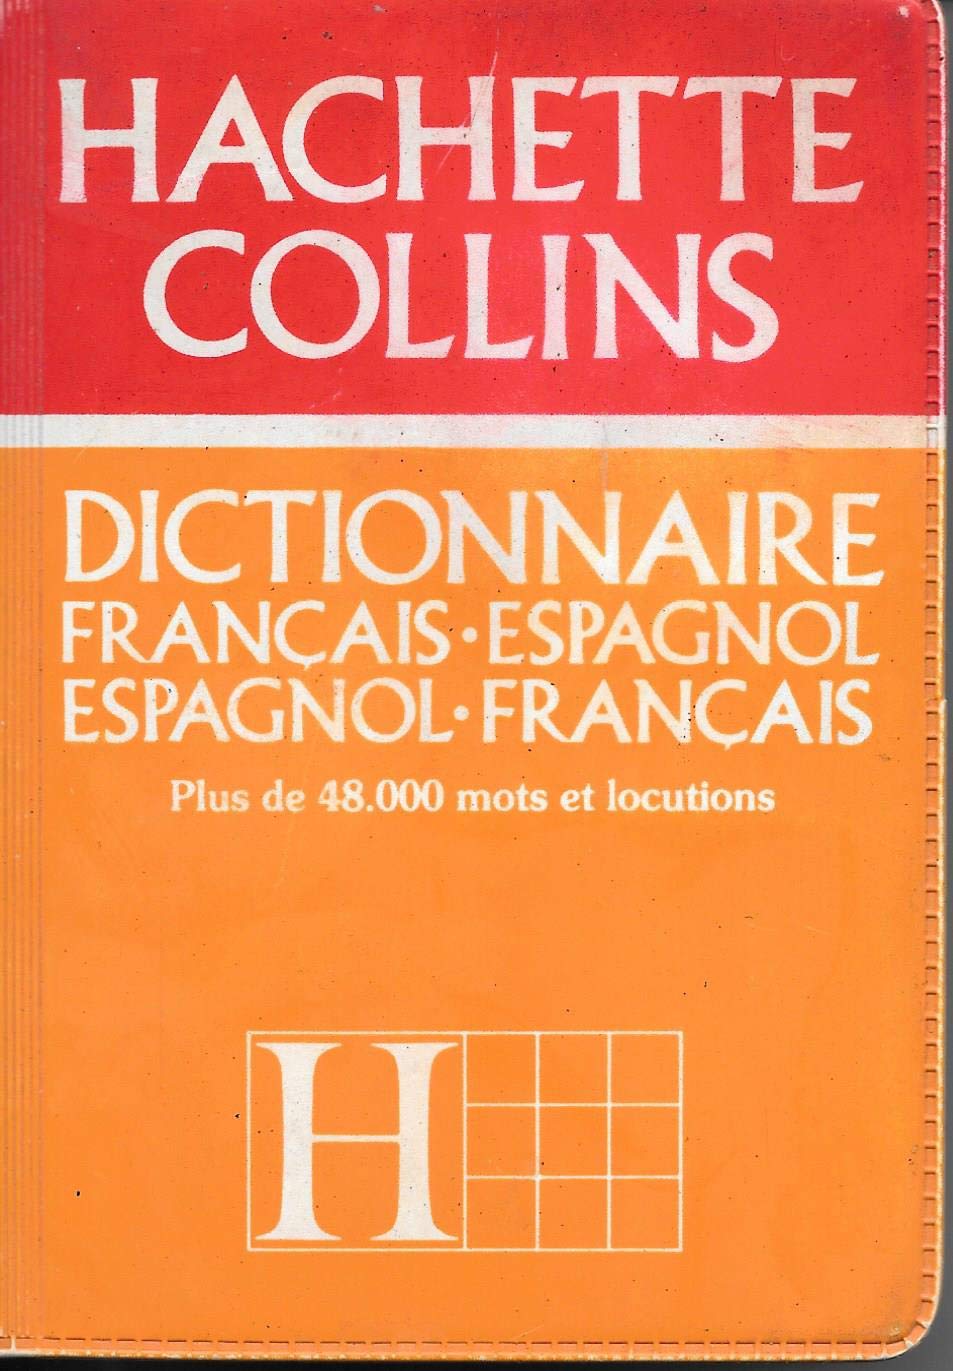 HACHETTE
COLLINS
DICTIONNAIRE
FRANÇAIS·ESPAGNOL
ESPAGNOL·FRANÇAIS
Plus de 48.000 mots et locutions
H